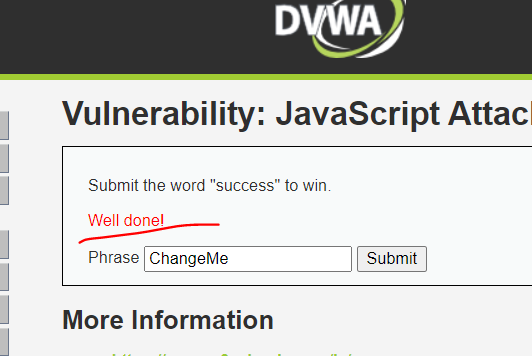 DVWA
Vulnerability: JavaScript Attac
Submit the word "success" to win.
Well done!
Phrase ChangeMe Submit
More Information